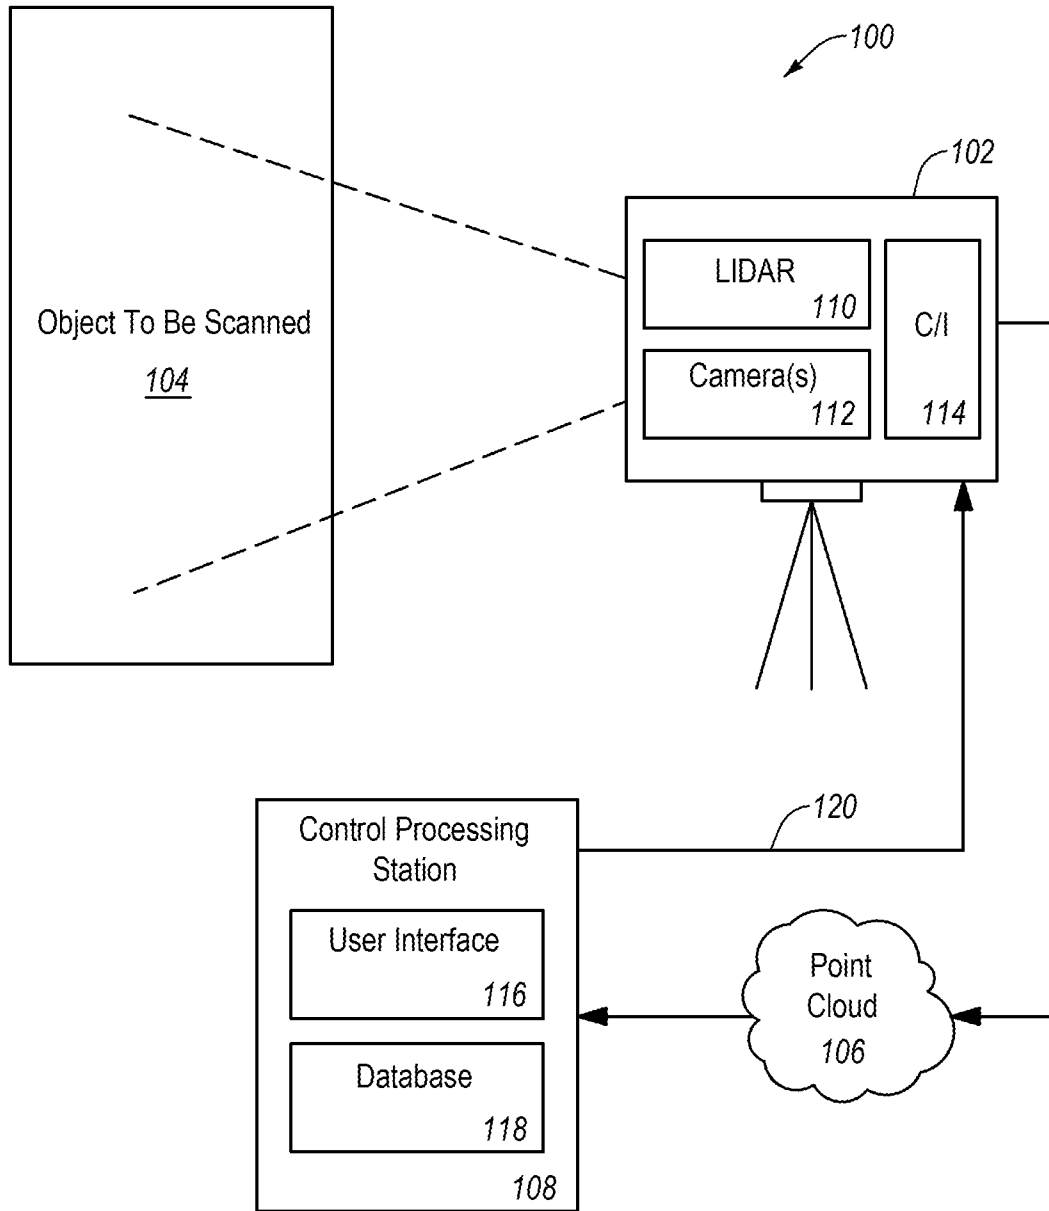 100
102
LIDAR
110
Object To Be Scanned
104
C/I
114
Camera(s)
112
Control Processing
Station
120
User Interface
116
Point
Cloud
106
Database
118
108